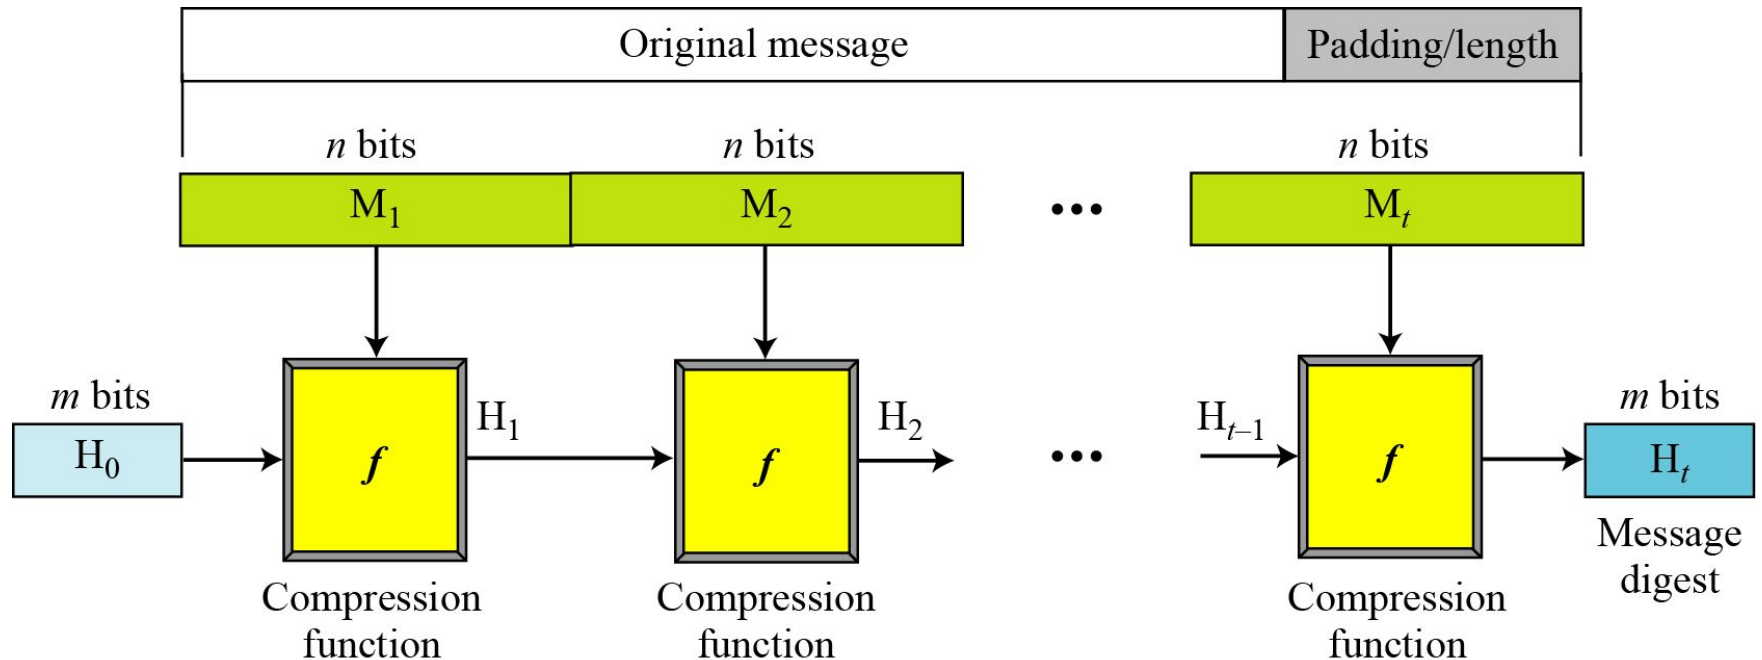 Original message
Padding/length
n bits
n bits
n bits
M1
M2
...
Mt
m bits
H0
f
H1
f
H2
...
Ht–1
f
m bits
Ht
Message
digest
Compression
function
Compression
function
Compression
function